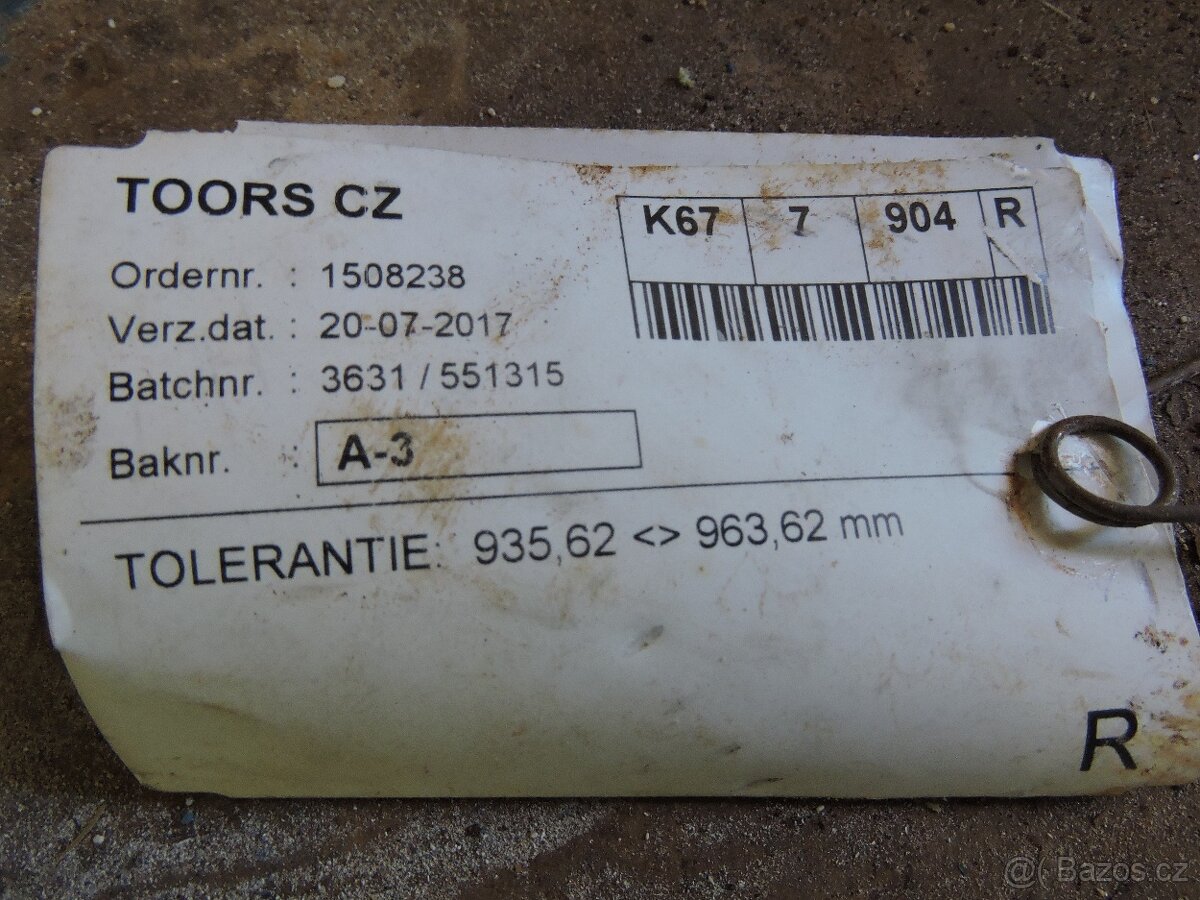 TOORS CZ
K67 7 904 R
Ordernr. : 1508238
Verz.dat. : 20-07-2017
Batchnr. : 3631 / 551315
Baknr. : A-3
TOLERANTIE: 935,62 <> 963,62 mm
R
@( Bazos.cz